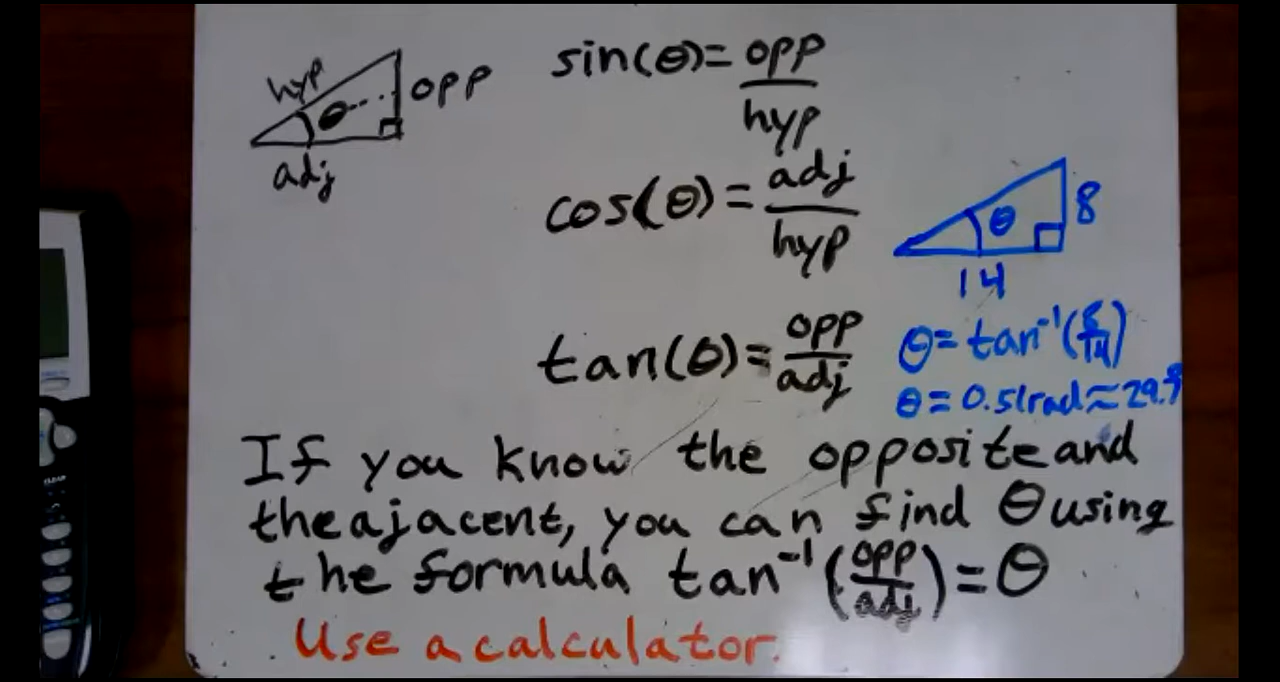 hyp
θ
opp
adj
sin(θ)=opp/hyp
cos(θ)=adj/hyp
tan(θ)=opp/adj
θ
8
14
θ=tan⁻¹(8/14)
θ=0.51rad≈29.7
If you know the opposite and
the ajacent, you can find θ using
the formula tan⁻¹(opp/adj)=θ
Use a calculator.